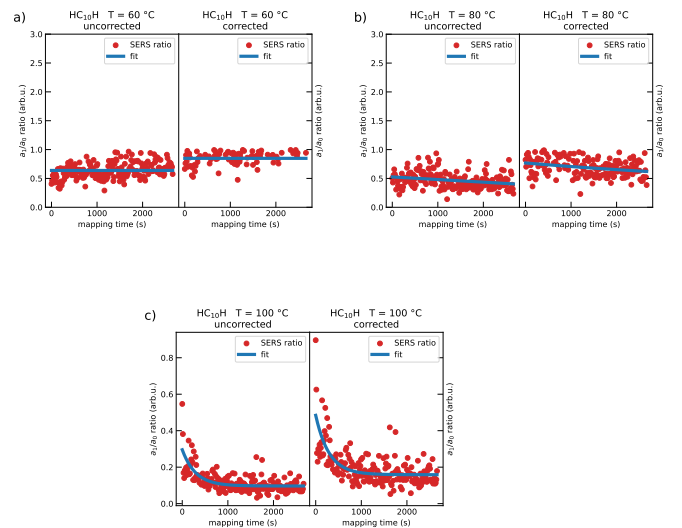 a)
HC10H T = 60 °C
uncorrected
HC10H T = 60 °C
corrected
SERS ratio
fit
SERS ratio
fit
a1/a0 ratio (arb.u.)
a1/a0 ratio (arb.u.)
3.0
2.5
2.0
1.5
1.0
0.5
0.0
0 1000 2000
0 1000 2000
mapping time (s)
mapping time (s)
b)
HC10H T = 80 °C
uncorrected
HC10H T = 80 °C
corrected
SERS ratio
fit
SERS ratio
fit
a1/a0 ratio (arb.u.)
a1/a0 ratio (arb.u.)
3.0
2.5
2.0
1.5
1.0
0.5
0.0
0 1000 2000
0 1000 2000
mapping time (s)
mapping time (s)
c)
HC10H T = 100 °C
uncorrected
HC10H T = 100 °C
corrected
SERS ratio
fit
SERS ratio
fit
a1/a0 ratio (arb.u.)
a1/a0 ratio (arb.u.)
0.8
0.6
0.4
0.2
0.0
0 1000 2000
0 1000 2000
mapping time (s)
mapping time (s)